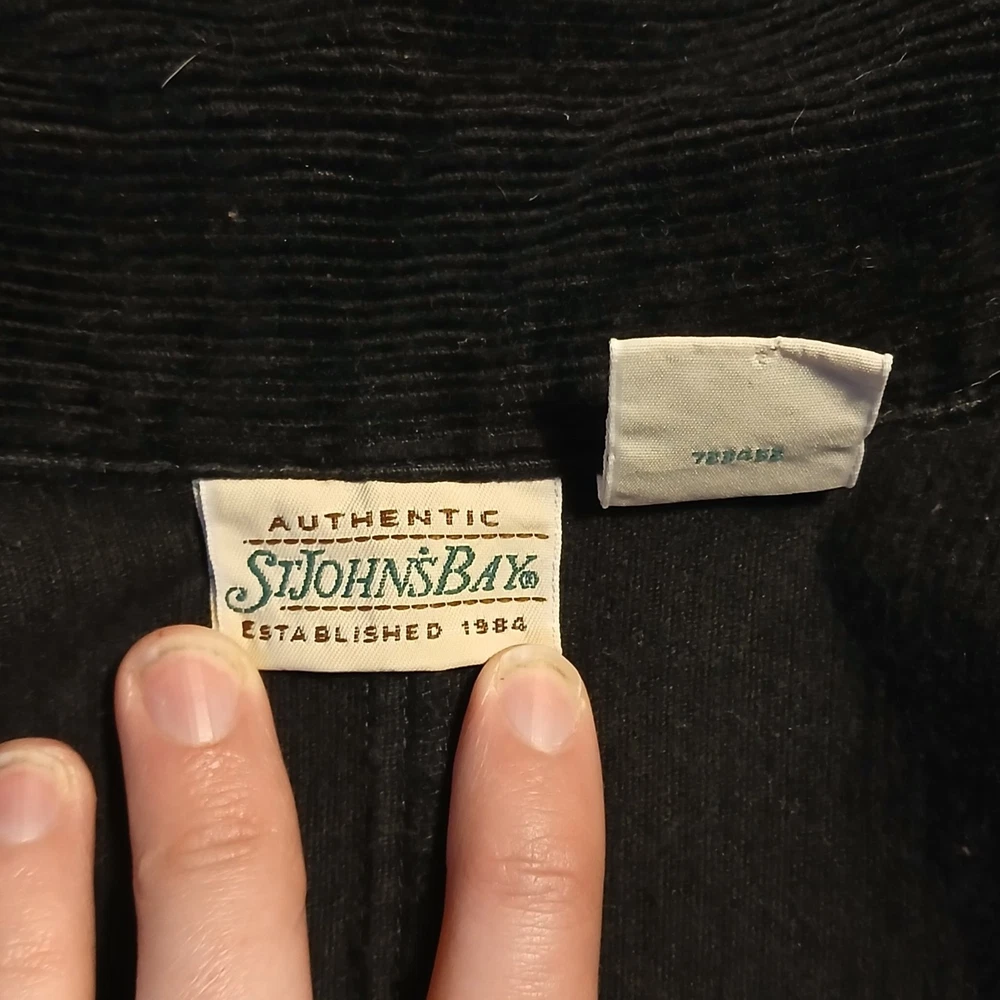 AUTHENTIC
ST JOHN'S BAY®
ESTABLISHED 1984